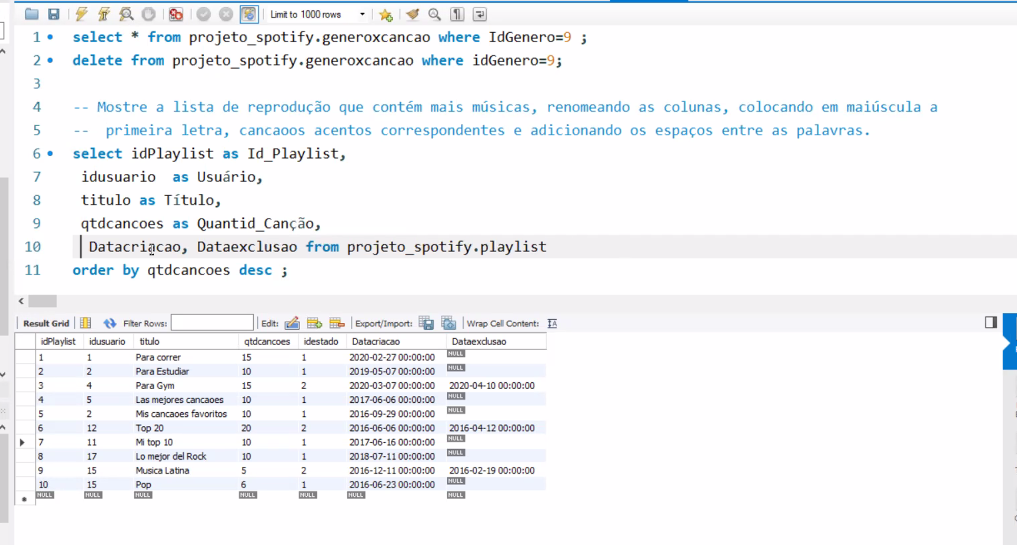 Limit to 1000 rows
1 select * from projeto_spotify.generoxcancao where IdGenero=9 ;
2 delete from projeto_spotify.generoxcancao where idGenero=9;
3
4 -- Mostre a lista de reprodução que contém mais músicas, renomeando as colunas, colocando em maiúscula a
5 -- primeira letra, cancaoos acentos correspondentes e adicionando os espaços entre as palavras.
6 select idPlaylist as Id_Playlist,
7 idusuario as Usuário,
8 titulo as Título,
9 qtdcancoes as Quantid_Canção,
10 Datacriacao, Dataexclusao from projeto_spotify.playlist
11 order by qtdcancoes desc ;
Result Grid Filter Rows: Edit: Export/Import: Wrap Cell Content:
idPlaylist idusuario titulo qtdcancoes idestado Datacriacao Dataexclusao
1 1 Para correr 15 1 2020-02-27 00:00:00 NULL
2 2 Para Estudiar 10 1 2019-05-07 00:00:00 NULL
3 4 Para Gym 15 2 2020-03-07 00:00:00 2020-04-10 00:00:00
4 5 Las mejores cancaoes 10 1 2017-06-06 00:00:00 NULL
5 2 Mis cancaoes favoritos 10 1 2016-09-29 00:00:00 NULL
6 12 Top 20 20 2 2016-06-06 00:00:00 2016-04-12 00:00:00
7 11 Mi top 10 10 1 2017-06-16 00:00:00 NULL
8 17 Lo mejor del Rock 10 1 2018-07-11 00:00:00 NULL
9 15 Musica Latina 5 2 2016-12-11 00:00:00 2016-02-19 00:00:00
10 15 Pop 6 1 2016-06-23 00:00:00 NULL
NULL NULL NULL NULL NULL NULL NULL